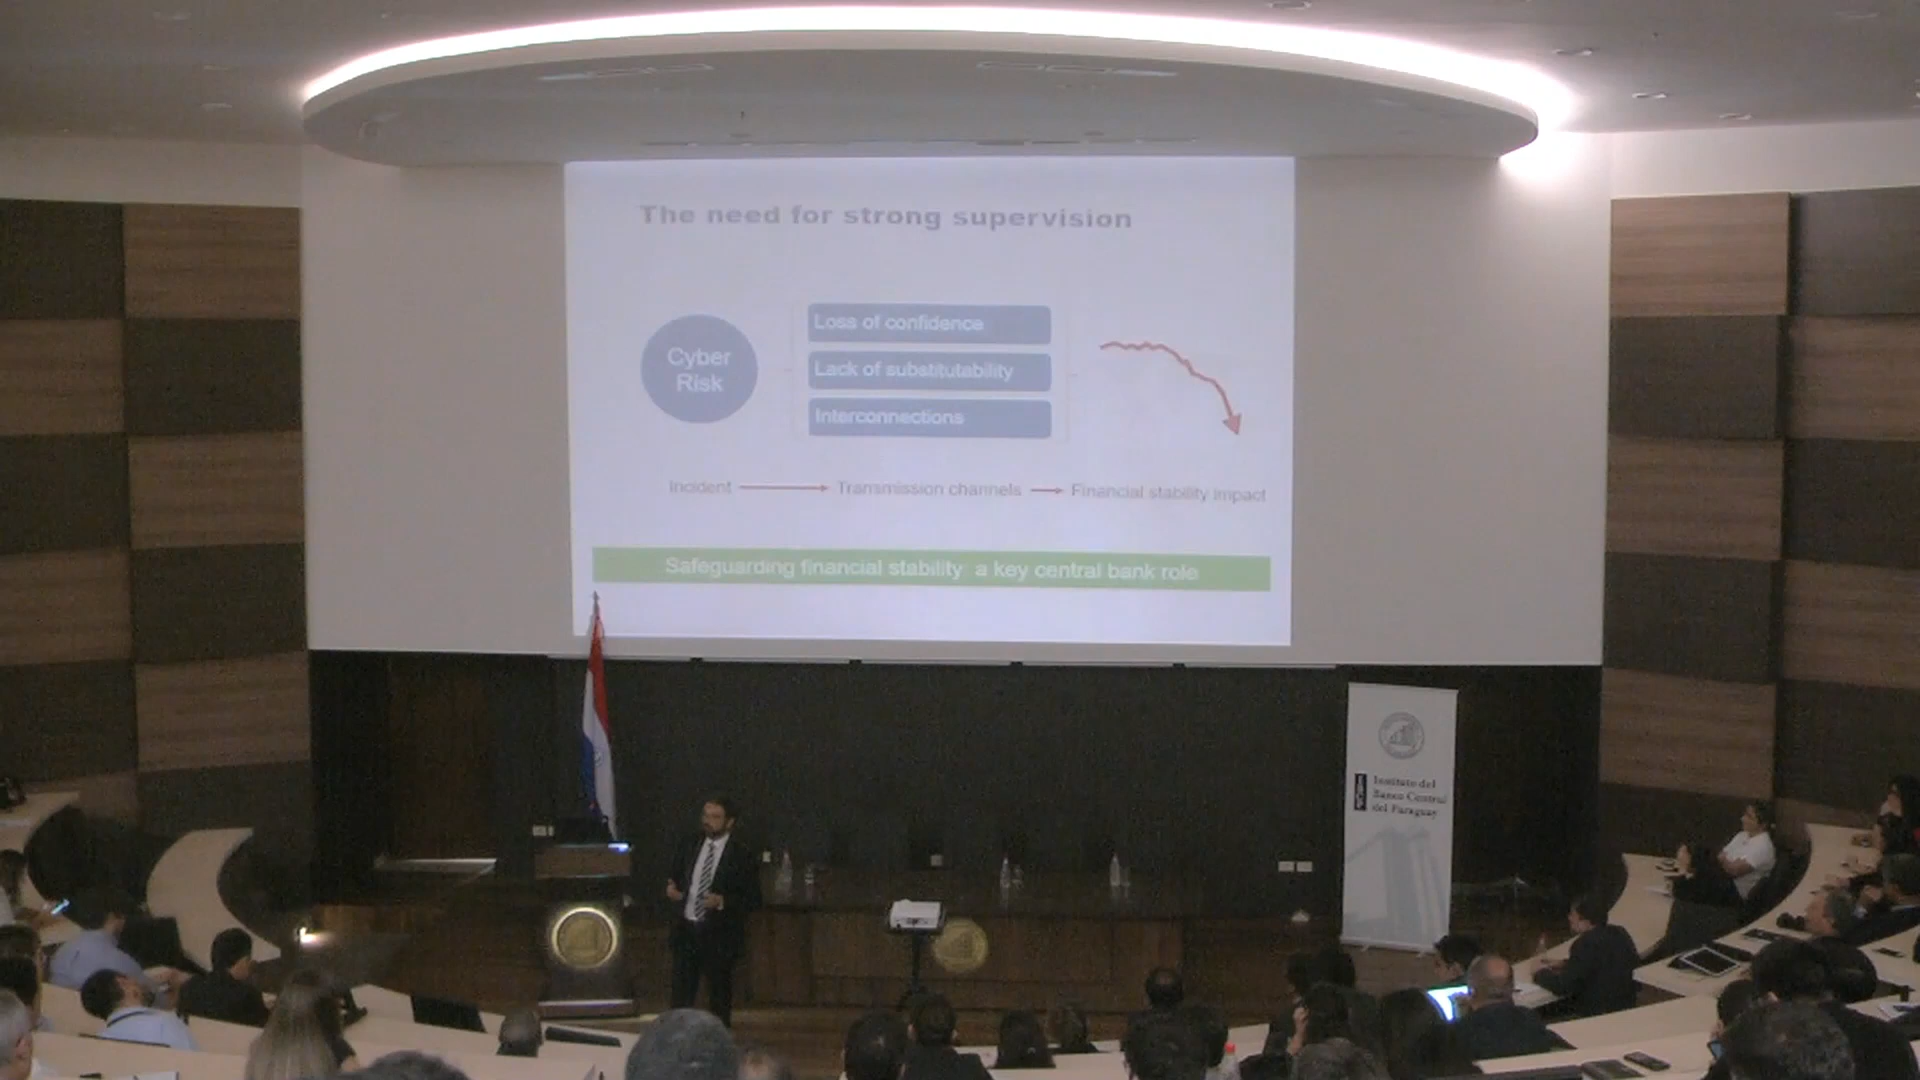 The need for strong supervision
Cyber
Risk
Loss of confidence
Lack of substitutability
Interconnections
Incident
Transmission channels
Financial stability impact
Safeguarding financial stability: a key central bank role
Instituto del
Banco Central
del Paraguay